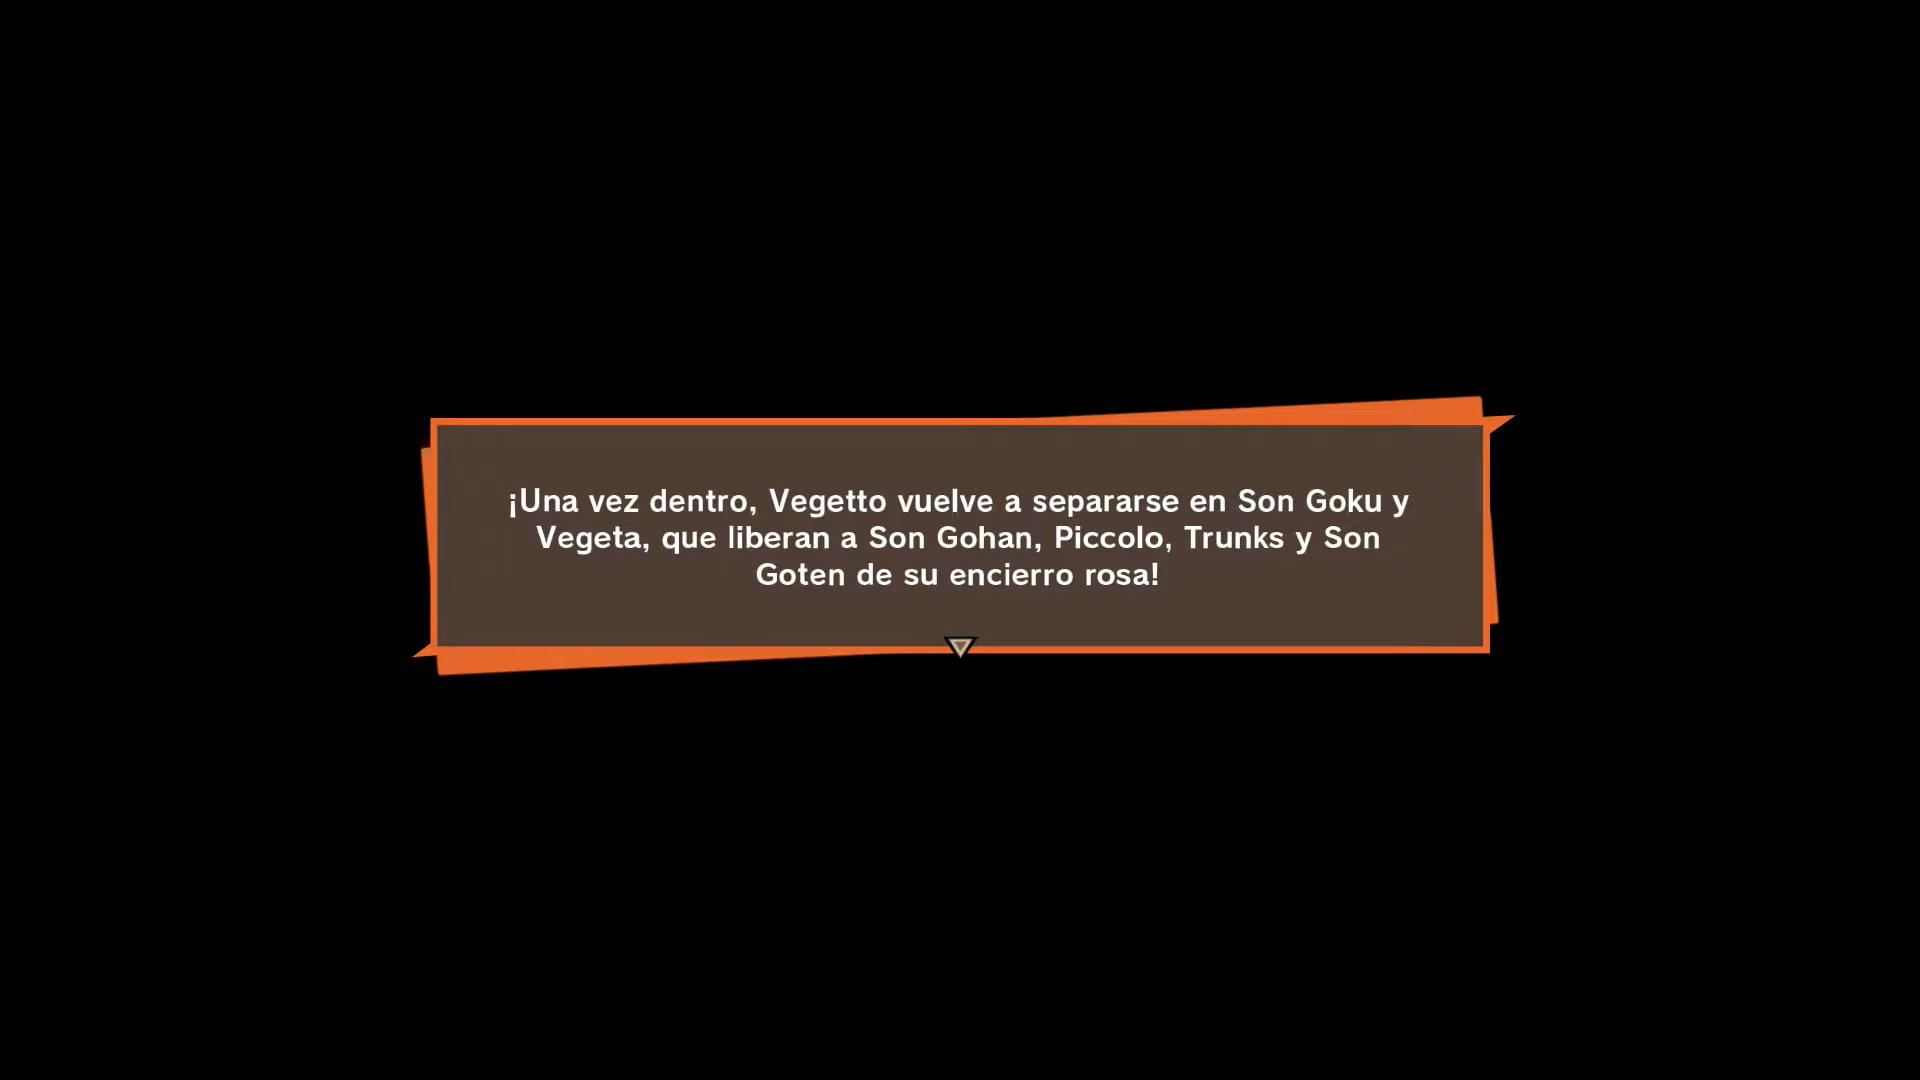 ¡Una vez dentro, Vegetto vuelve a separarse en Son Goku y
Vegeta, que liberan a Son Gohan, Piccolo, Trunks y Son
Goten de su encierro rosa!